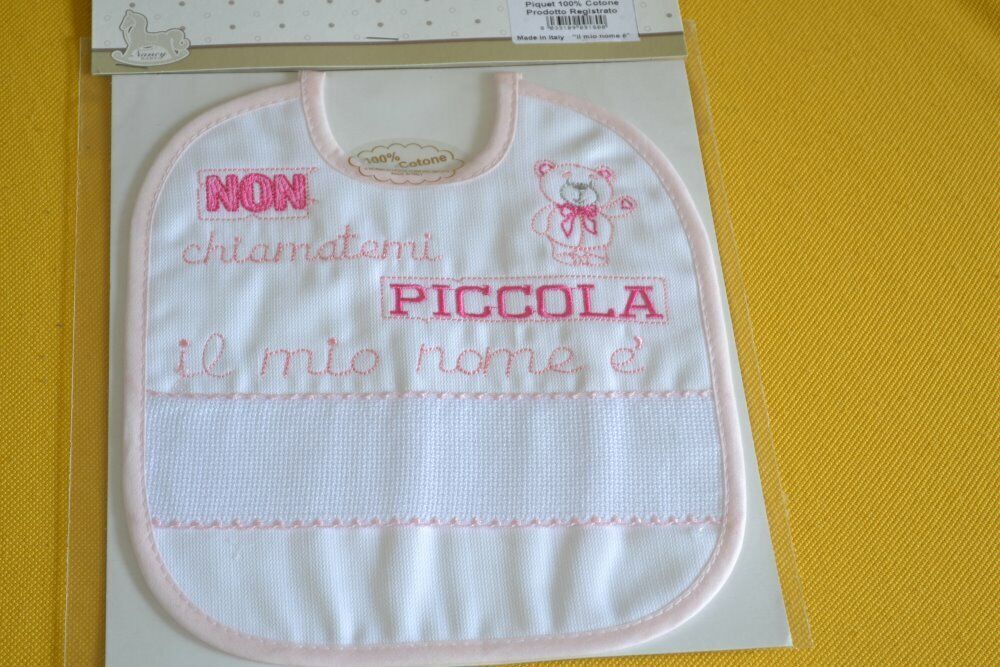 Piquet 100% Cotone
Prodotto Registrato
Made in Italy "il mio nome è"
Nancy
100% Cotone
NON
chiamatemi
PICCOLA
il mio nome è